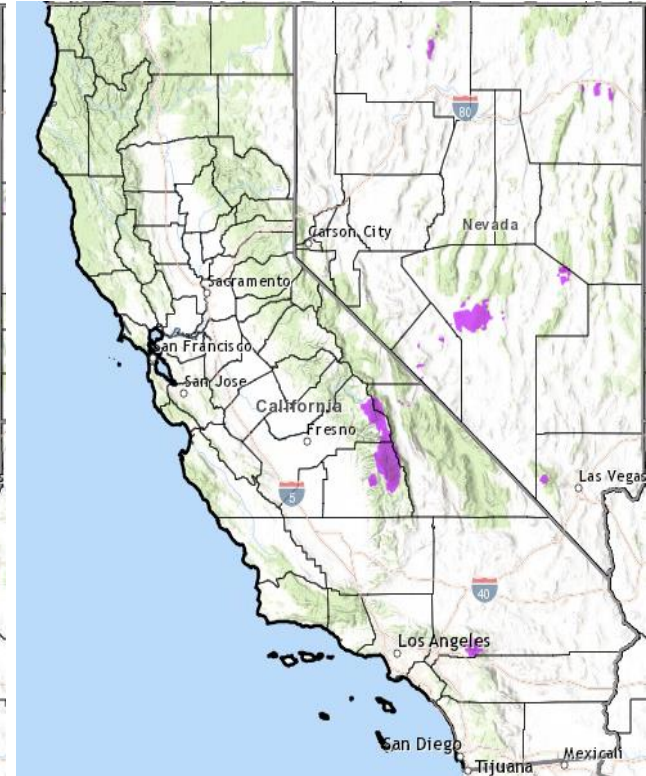 80
Carson City
Nevada
Sacramento
San Francisco
San Jose
California
Fresno
Las Vegas
5
40
Los Angeles
San Diego
Tijuana
Mexicali